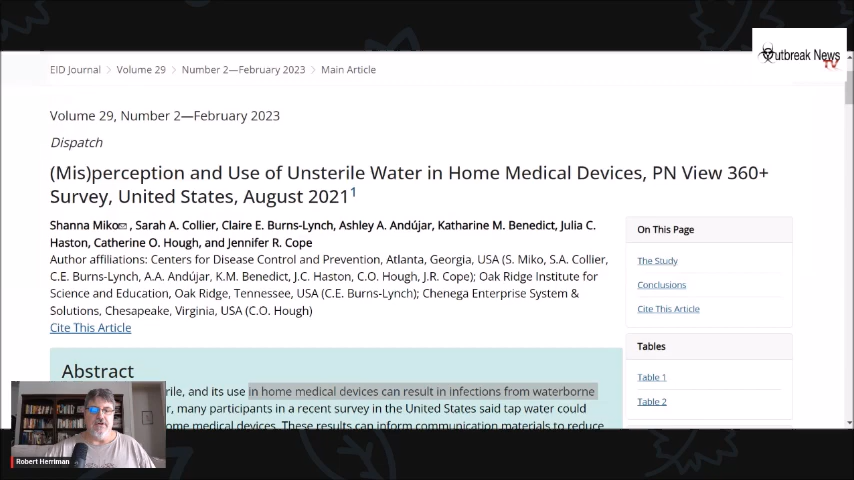 Outbreak News
TV
EID Journal > Volume 29 > Number 2—February 2023 > Main Article
Volume 29, Number 2—February 2023
Dispatch
(Mis)perception and Use of Unsterile Water in Home Medical Devices, PN View 360+
Survey, United States, August 2021¹
Shanna Miko, Sarah A. Collier, Claire E. Burns-Lynch, Ashley A. Andújar, Katharine M. Benedict, Julia C.
Haston, Catherine O. Hough, and Jennifer R. Cope
Author affiliations: Centers for Disease Control and Prevention, Atlanta, Georgia, USA (S. Miko, S.A. Collier,
C.E. Burns-Lynch, A.A. Andújar, K.M. Benedict, J.C. Haston, C.O. Hough, J.R. Cope); Oak Ridge Institute for
Science and Education, Oak Ridge, Tennessee, USA (C.E. Burns-Lynch); Chenega Enterprise System &
Solutions, Chesapeake, Virginia, USA (C.O. Hough)
Cite This Article
On This Page
The Study
Conclusions
Cite This Article
Tables
Table 1
Table 2
Abstract
rile, and its use in home medical devices can result in infections from waterborne
r, many participants in a recent survey in the United States said tap water could
ome medical devices. These results can inform communication materials to reduce
Robert Herriman